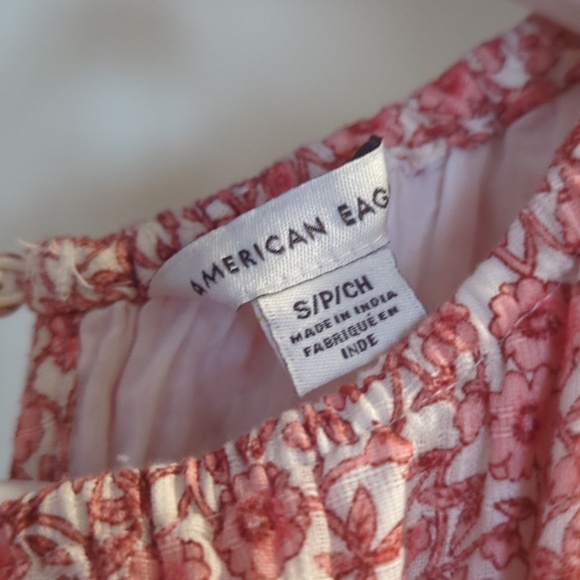 AMERICAN EAG
S/P/CH
MADE IN INDIA
FABRIQUÉ EN
INDE